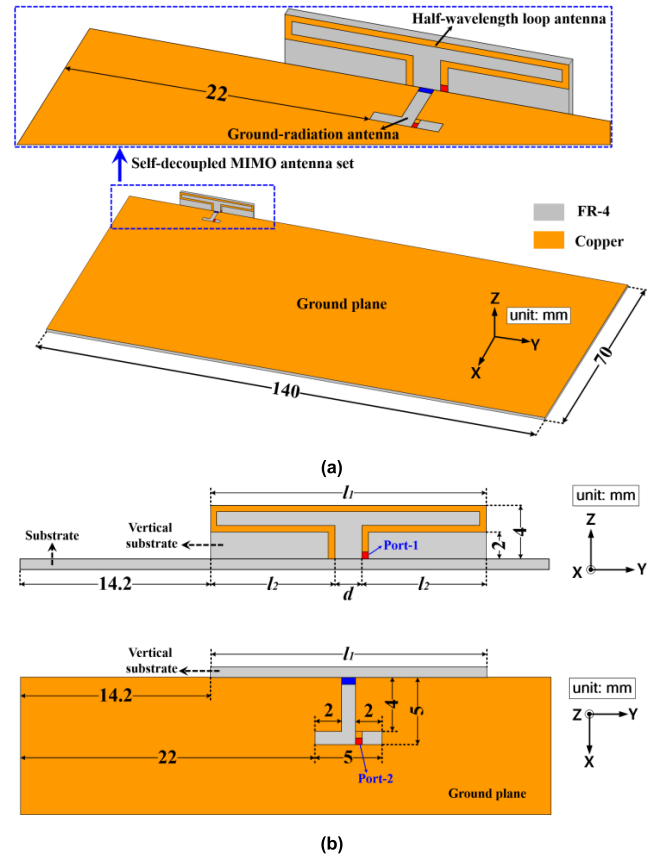 Half-wavelength loop antenna
22
Ground-radiation antenna
Self-decoupled MIMO antenna set
FR-4
Copper
Ground plane
Z
unit: mm
Y
X
70
140
(a)
l1
unit: mm
Substrate
Vertical
substrate
Port-1
2
4
Z
X
Y
14.2
l2
d
l2
Vertical
substrate
l1
unit: mm
14.2
2
2
4
5
Z
Y
X
22
5
Port-2
Ground plane
(b)